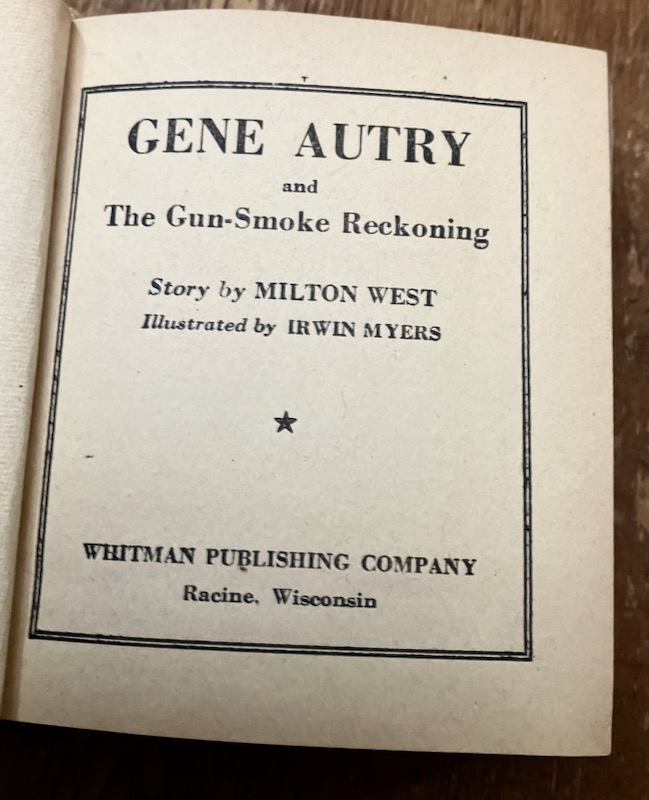 GENE AUTRY
and
The Gun-Smoke Reckoning
Story by MILTON WEST
Illustrated by IRWIN MYERS
WHITMAN PUBLISHING COMPANY
Racine, Wisconsin